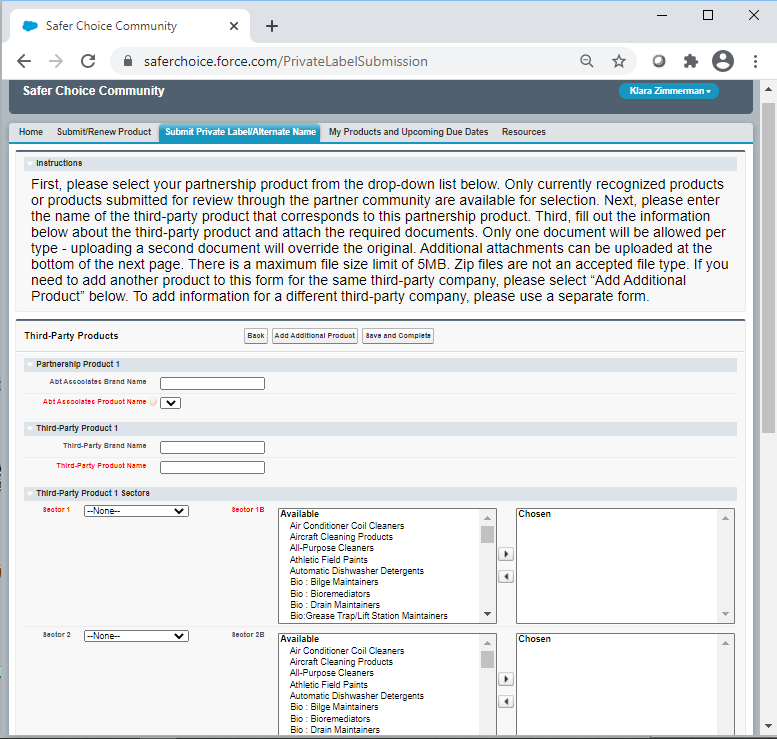 Safer Choice Community
saferchoice.force.com/PrivateLabelSubmission
Safer Choice Community
Klara Zimmerman
Home Submit/Renew Product Submit Private Label/Alternate Name My Products and Upcoming Due Dates Resources
Instructions
First, please select your partnership product from the drop-down list below. Only currently recognized products
or products submitted for review through the partner community are available for selection. Next, please enter
the name of the third-party product that corresponds to this partnership product. Third, fill out the information
below about the third-party product and attach the required documents. Only one document will be allowed per
type - uploading a second document will override the original. Additional attachments can be uploaded at the
bottom of the next page. There is a maximum file size limit of 5MB. Zip files are not an accepted file type. If you
need to add another product to this form for the same third-party company, please select “Add Additional
Product” below. To add information for a different third-party company, please use a separate form.
Third-Party Products Back Add Additional Product Save and Complete
Partnership Product 1
Abt Associates Brand Name
Abt Associates Product Name
Third-Party Product 1
Third-Party Brand Name
Third-Party Product Name
Third-Party Product 1 Sectors
Sector 1 --None-- Sector 1B Available Chosen
Air Conditioner Coil Cleaners
Aircraft Cleaning Products
All-Purpose Cleaners
Athletic Field Paints
Automatic Dishwasher Detergents
Bio : Bilge Maintainers
Bio : Bioremediators
Bio : Drain Maintainers
Bio:Grease Trap/Lift Station Maintainers
Sector 2 --None-- Sector 2B Available Chosen
Air Conditioner Coil Cleaners
Aircraft Cleaning Products
All-Purpose Cleaners
Athletic Field Paints
Automatic Dishwasher Detergents
Bio : Bilge Maintainers
Bio : Bioremediators
Bio : Drain Maintainers